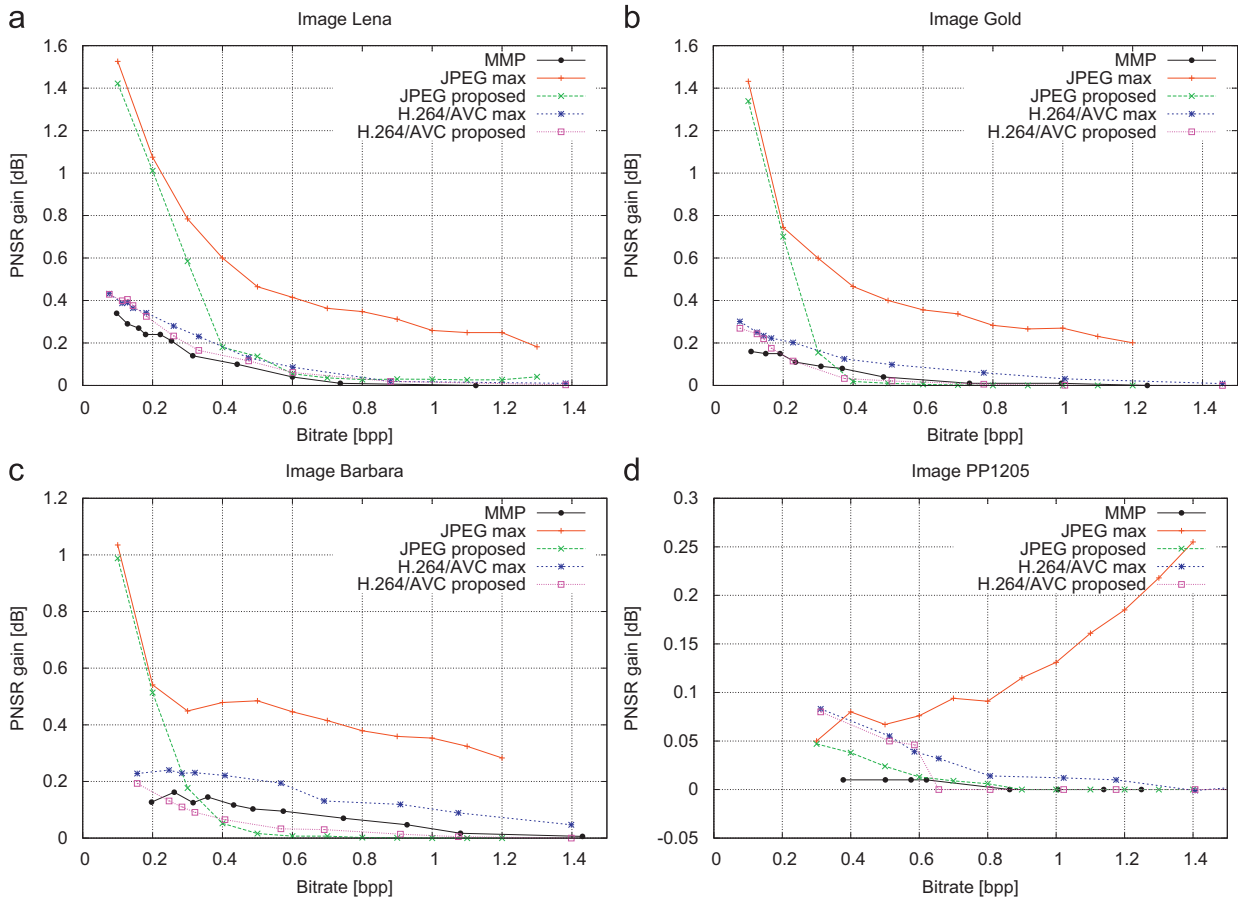 a
Image Lena
1.6
1.4
1.2
1
0.8
0.6
0.4
0.2
0
PNSR gain [dB]
MMP
JPEG max
JPEG proposed
H.264/AVC max
H.264/AVC proposed
0 0.2 0.4 0.6 0.8 1 1.2 1.4
Bitrate [bpp]
b
Image Gold
1.6
1.4
1.2
1
0.8
0.6
0.4
0.2
0
PNSR gain [dB]
MMP
JPEG max
JPEG proposed
H.264/AVC max
H.264/AVC proposed
0 0.2 0.4 0.6 0.8 1 1.2 1.4
Bitrate [bpp]
c
Image Barbara
1.2
1
0.8
0.6
0.4
0.2
0
PNSR gain [dB]
MMP
JPEG max
JPEG proposed
H.264/AVC max
H.264/AVC proposed
0 0.2 0.4 0.6 0.8 1 1.2 1.4
Bitrate [bpp]
d
Image PP1205
0.3
0.25
0.2
0.15
0.1
0.05
0
-0.05
PNSR gain [dB]
MMP
JPEG max
JPEG proposed
H.264/AVC max
H.264/AVC proposed
0 0.2 0.4 0.6 0.8 1 1.2 1.4
Bitrate [bpp]